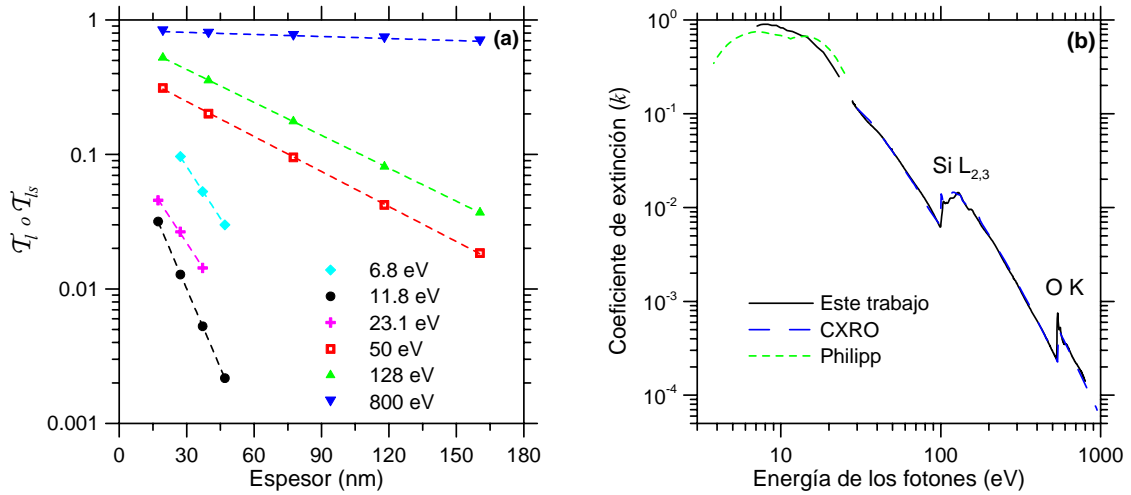 (a)
1
0.1
0.01
0.001
𝒯l o 𝒯ls
6.8 eV
11.8 eV
23.1 eV
50 eV
128 eV
800 eV
0 30 60 90 120 150 180
Espesor (nm)
(b)
10^0
10^-1
10^-2
10^-3
10^-4
Coeficiente de extinción (k)
Si L2,3
O K
Este trabajo
CXRO
Philipp
10 100 1000
Energía de los fotones (eV)